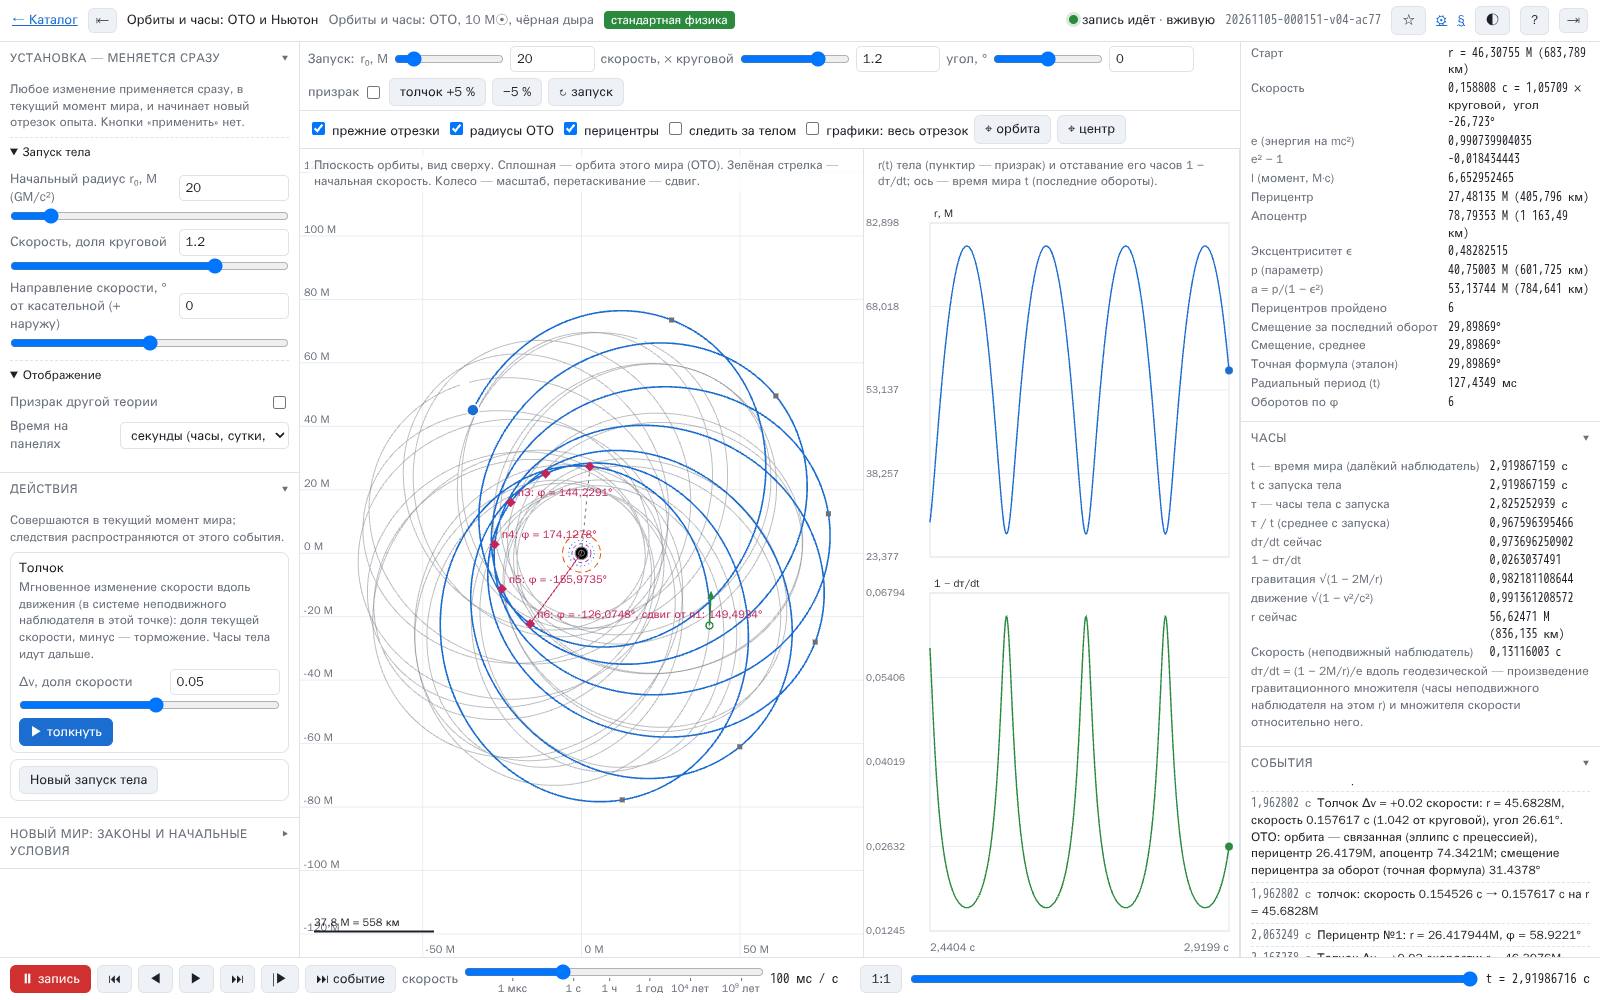 ← Каталог
⇤
Орбиты и часы: ОТО и Ньютон
Орбиты и часы: ОТО, 10 M☉, чёрная дыра
стандартная физика
запись идёт · вживую
20261105-000151-v04-ac77
☆
⚙
§
?
⇥
УСТАНОВКА — МЕНЯЕТСЯ СРАЗУ
Любое изменение применяется сразу, в
текущий момент мира, и начинает новый
отрезок опыта. Кнопки «применить» нет.
▼ Запуск тела
Начальный радиус r₀, M
(GM/c²)
20
Скорость, доля круговой
1.2
Направление скорости, °
от касательной (+
наружу)
0
▼ Отображение
Призрак другой теории
Время на
панелях
секунды (часы, сутки,
ДЕЙСТВИЯ
Совершаются в текущий момент мира;
следствия распространяются от этого события.
Толчок
Мгновенное изменение скорости вдоль
движения (в системе неподвижного
наблюдателя в этой точке): доля текущей
скорости, минус — торможение. Часы тела
идут дальше.
Δv, доля скорости
0.05
▶ толкнуть
Новый запуск тела
НОВЫЙ МИР: ЗАКОНЫ И НАЧАЛЬНЫЕ
УСЛОВИЯ
Запуск: r₀, M
20
скорость, × круговой
1.2
угол, °
0
призрак
толчок +5 %
−5 %
↻ запуск
прежние отрезки
радиусы ОТО
перицентры
следить за телом
графики: весь отрезок
⌖ орбита
⌖ центр
Плоскость орбиты, вид сверху. Сплошная — орбита этого мира (ОТО). Зелёная стрелка —
начальная скорость. Колесо — масштаб, перетаскивание — сдвиг.
100 M
80 M
60 M
40 M
20 M
0 M
-20 M
-40 M
-60 M
-80 M
-100 M
-120 M
п3: φ = 144,2291°
п4: φ = 174,1278°
п5: φ = -155,9735°
п6: φ = -126,0748°, сдвиг от п1: 149,4934°
37,8 M = 558 км
-50 M
0 M
50 M
r(t) тела (пунктир — призрак) и отставание его часов 1 −
dτ/dt; ось — время мира t (последние обороты).
r, M
82,898
68,018
53,137
38,257
23,377
1 − dτ/dt
0,06794
0,05406
0,04019
0,02632
0,01245
2,4404 с
2,9199 с
Старт
r = 46,30755 M (683,789
км)
Скорость
0,158808 c = 1,05709 ×
круговой, угол
-26,723°
e (энергия на mc²)
0,990739904035
e² − 1
-0,018434443
l (момент, M·c)
6,652952465
Перицентр
27,48135 M (405,796 км)
Апоцентр
78,79353 M (1 163,49
км)
Эксцентриситет ϵ
0,48282515
p (параметр)
40,75003 M (601,725 км)
a = p/(1 − ϵ²)
53,13744 M (784,641 км)
Перицентров пройдено
6
Смещение за последний оборот
29,89869°
Смещение, среднее
29,89869°
Точная формула (эталон)
29,89869°
Радиальный период (t)
127,4349 мс
Оборотов по φ
6
ЧАСЫ
t — время мира (далёкий наблюдатель)
2,919867159 с
t с запуска тела
2,919867159 с
τ — часы тела с запуска
2,825252939 с
τ / t (среднее с запуска)
0,967596395466
dτ/dt сейчас
0,973696250902
1 − dτ/dt
0,0263037491
гравитация √(1 − 2M/r)
0,982181108644
движение √(1 − v²/c²)
0,991361208572
r сейчас
56,62471 M
(836,135 км)
Скорость (неподвижный наблюдатель)
0,13116003 c
dτ/dt = (1 − 2M/r)/e вдоль геодезической — произведение
гравитационного множителя (часы неподвижного
наблюдателя на этом r) и множителя скорости
относительно него.
СОБЫТИЯ
1,962802 с Толчок Δv = +0.02 скорости: r = 45.6828M,
скорость 0.157617 c (1.042 от круговой), угол 26.61°.
ОТО: орбита — связанная (эллипс с прецессией),
перицентр 26.4179M, апоцентр 74.3421M; смещение
перицентра за оборот (точная формула) 31.4378°
1,962802 с толчок: скорость 0.154526 c → 0.157617 c на r
= 45.6828M
2,063249 с Перицентр №1: r = 26.417944M, φ = 58.9221°
⏸ запись
⏮
◀
▶
⏭
|▶
⏭ событие
скорость
1 мкс
1 с
1 ч
1 год
10⁴ лет
10⁹ лет
100 мс / с
1:1
t = 2,91986716 с